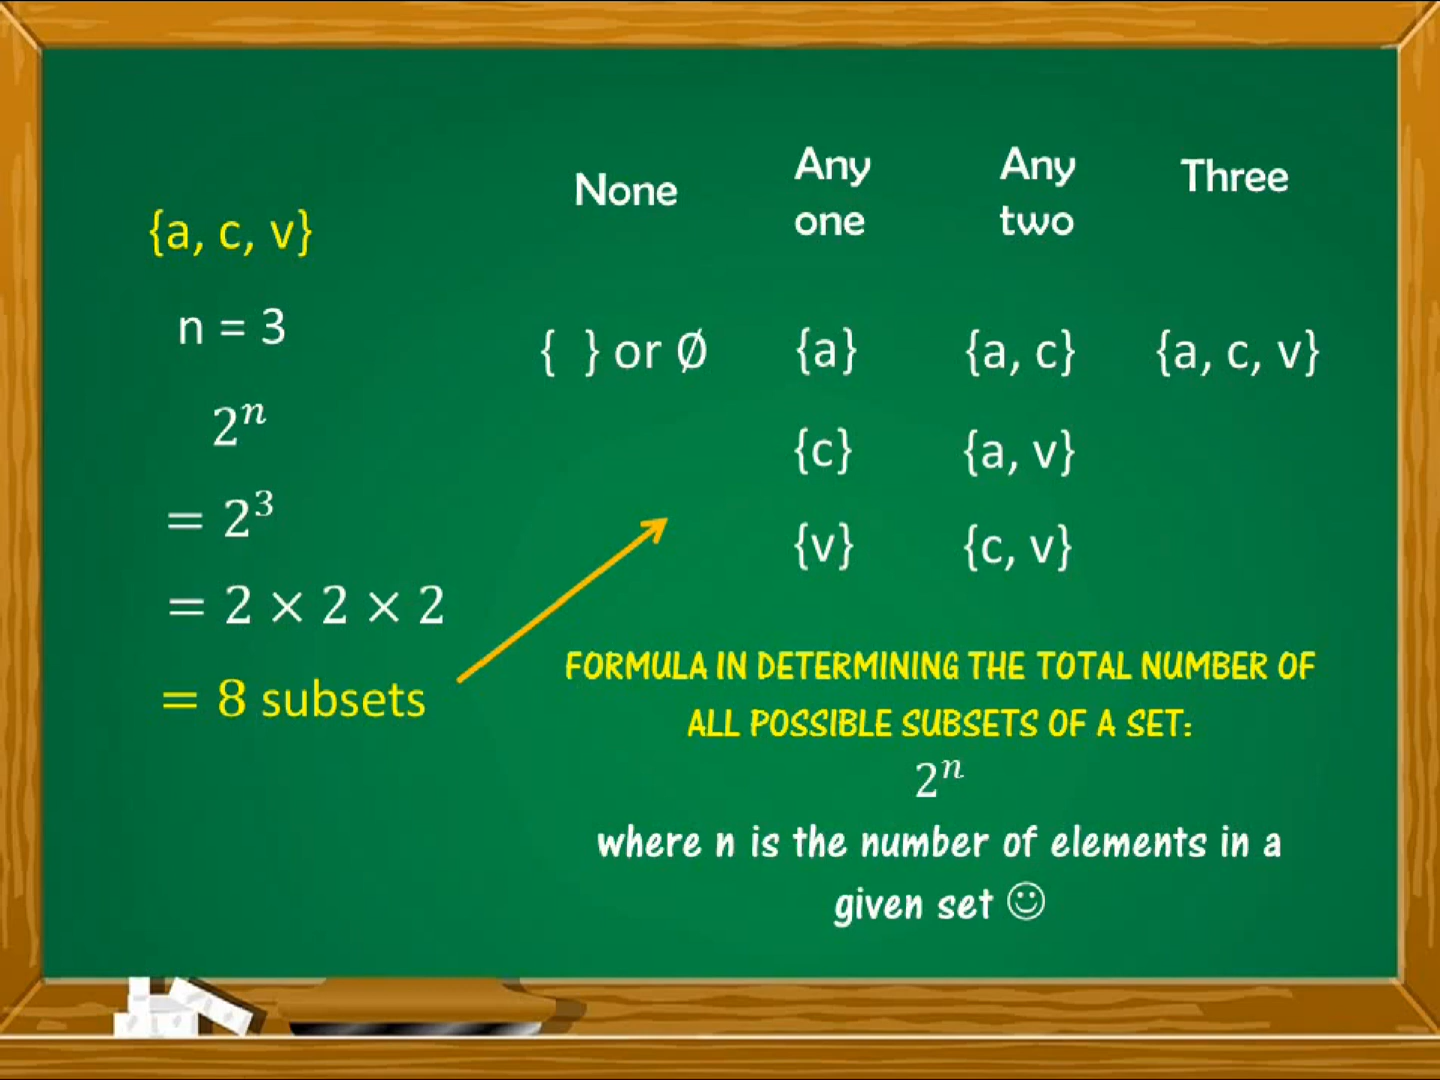 {a, c, v}
n = 3
2ⁿ
= 2³
= 2 × 2 × 2
= 8 subsets
None
Any one
Any two
Three
{ } or ∅
{a}
{a, c}
{a, c, v}
{c}
{a, v}
{v}
{c, v}
FORMULA IN DETERMINING THE TOTAL NUMBER OF
ALL POSSIBLE SUBSETS OF A SET:
2ⁿ
where n is the number of elements in a
given set ☺